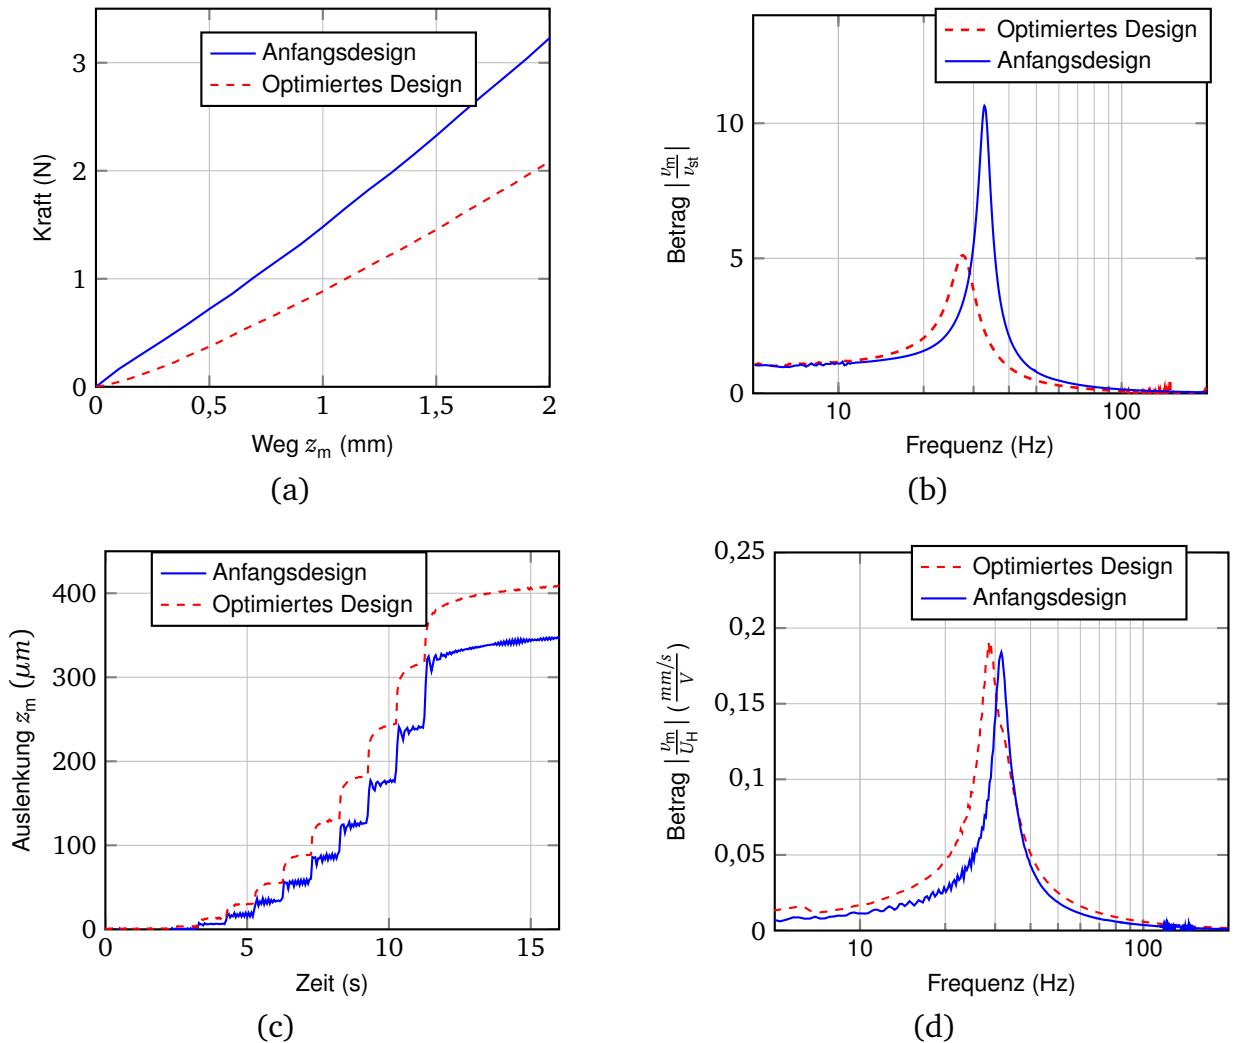 Anfangsdesign
Optimiertes Design
Kraft (N)
3
2
1
0
0 0,5 1 1,5 2
Weg z_m (mm)
(a)
Optimiertes Design
Anfangsdesign
Betrag |v_m/v_st|
10
5
0
10 100
Frequenz (Hz)
(b)
Anfangsdesign
Optimiertes Design
Auslenkung z_m (μm)
400
300
200
100
0
0 5 10 15
Zeit (s)
(c)
Optimiertes Design
Anfangsdesign
Betrag |v_m/U_H| (mm/s/V)
0,25
0,2
0,15
0,1
0,05
0
10 100
Frequenz (Hz)
(d)